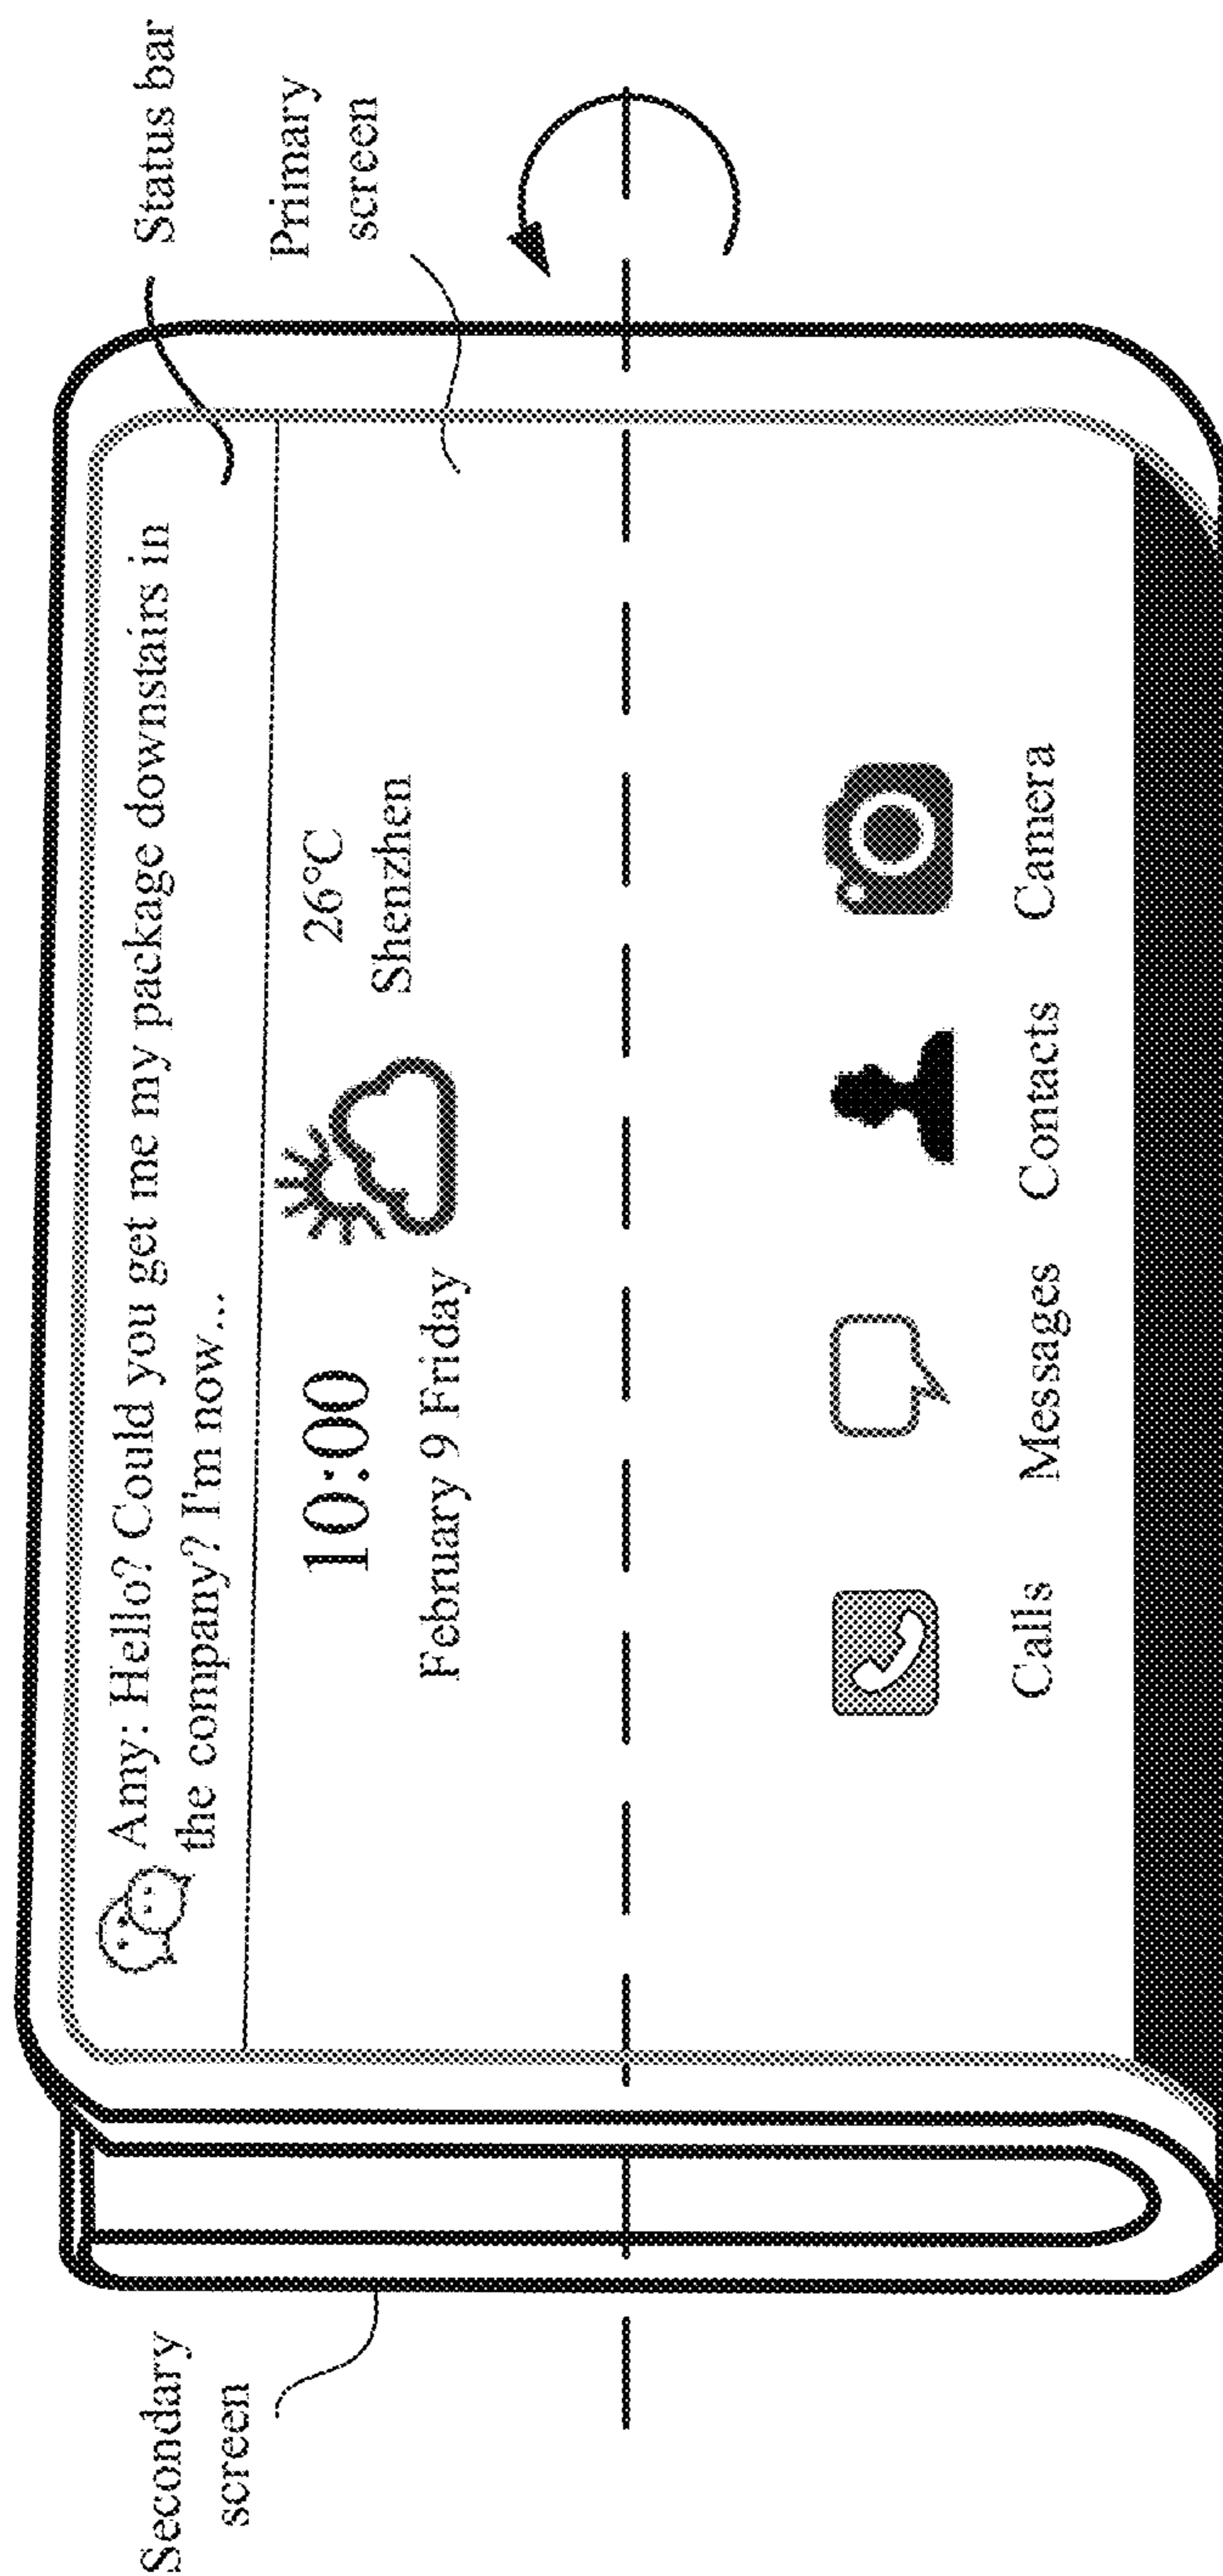 Status bar
Primary
screen
Amy: Hello? Could you get me my package downstairs in
the company? I'm now...
10:00
February 9 Friday
26°C
Shenzhen
Calls
Messages
Contacts
Camera
Secondary
screen